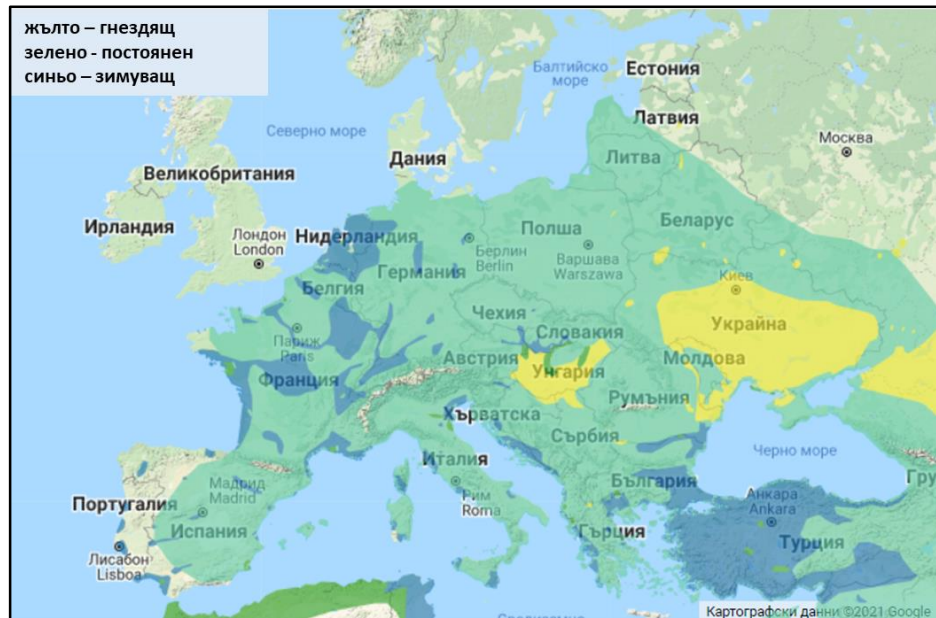 жълто – гнездящ
зелено - постоянен
синьо – зимуващ
Балтийско
море
Естония
Латвия
Москва
Северно море
Дания
Литва
Великобритания
Ирландия
Лондон
London
Нидерландия
Берлин
Berlin
Полша
Варшава
Warszawa
Беларус
Германия
Белгия
Киев
Украйна
Чехия
Словакия
Париж
Paris
Австрия
Унгария
Молдова
Франция
Румъния
Хърватска
Сърбия
Черно море
Италия
България
Гру
Мадрид
Madrid
Португалия
Рим
Roma
Анкара
Ankara
Испания
Гърция
Турция
Лисабон
Lisboa
Картографски данни ©2021 Google